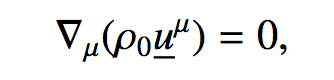 ∇_μ(ρ_0 u̲^μ) = 0,